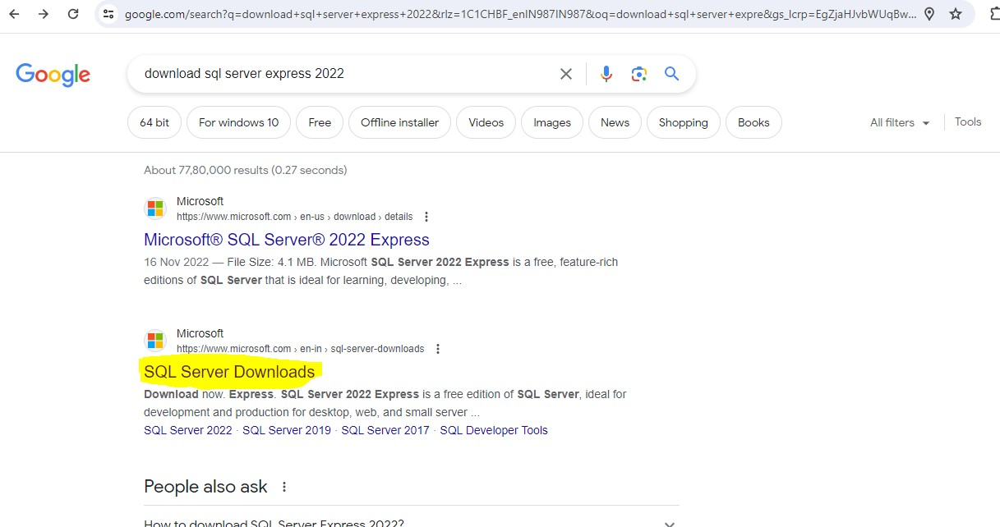 google.com/search?q=download+sql+server+express+2022&rlz=1C1CHBF_enIN987IN987&oq=download+sql+server+expre&gs_lcrp=EgZjaHJvbWUqBw...
Google
download sql server express 2022
64 bit
For windows 10
Free
Offline installer
Videos
Images
News
Shopping
Books
All filters
Tools
About 77,80,000 results (0.27 seconds)
Microsoft
https://www.microsoft.com › en-us › download › details
Microsoft® SQL Server® 2022 Express
16 Nov 2022 — File Size: 4.1 MB. Microsoft SQL Server 2022 Express is a free, feature-rich
editions of SQL Server that is ideal for learning, developing, ...
Microsoft
https://www.microsoft.com › en-in › sql-server-downloads
SQL Server Downloads
Download now. Express. SQL Server 2022 Express is a free edition of SQL Server, ideal for
development and production for desktop, web, and small server ...
SQL Server 2022 · SQL Server 2019 · SQL Server 2017 · SQL Developer Tools
People also ask
How to download SQL Server Express 2022?